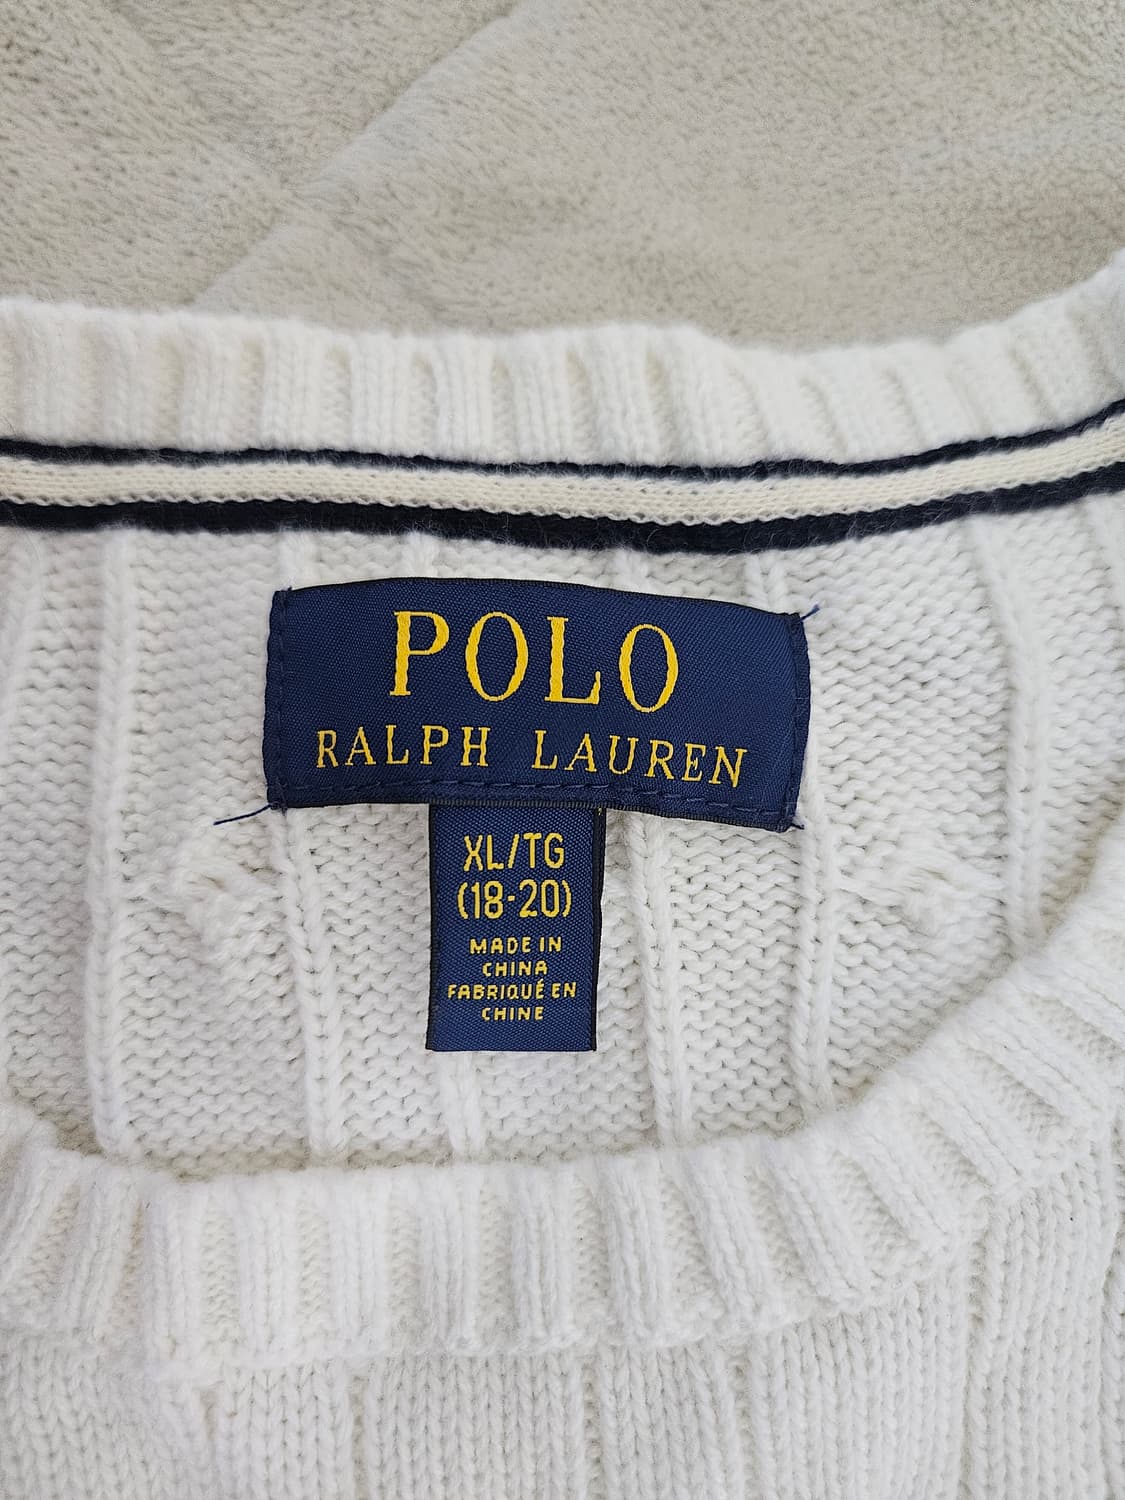 POLO
RALPH LAUREN
XL/TG
(18-20)
MADE IN
CHINA
FABRIQUÉ EN
CHINE